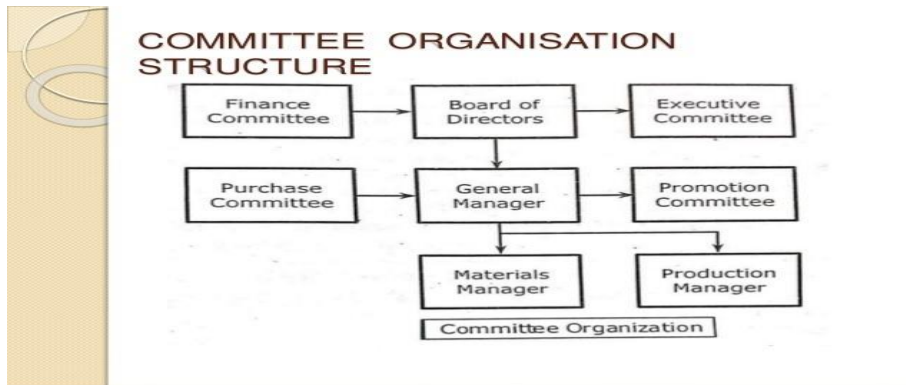 COMMITTEE ORGANISATION
STRUCTURE
Finance
Committee
Board of
Directors
Executive
Committee
Purchase
Committee
General
Manager
Promotion
Committee
Materials
Manager
Production
Manager
Committee Organization